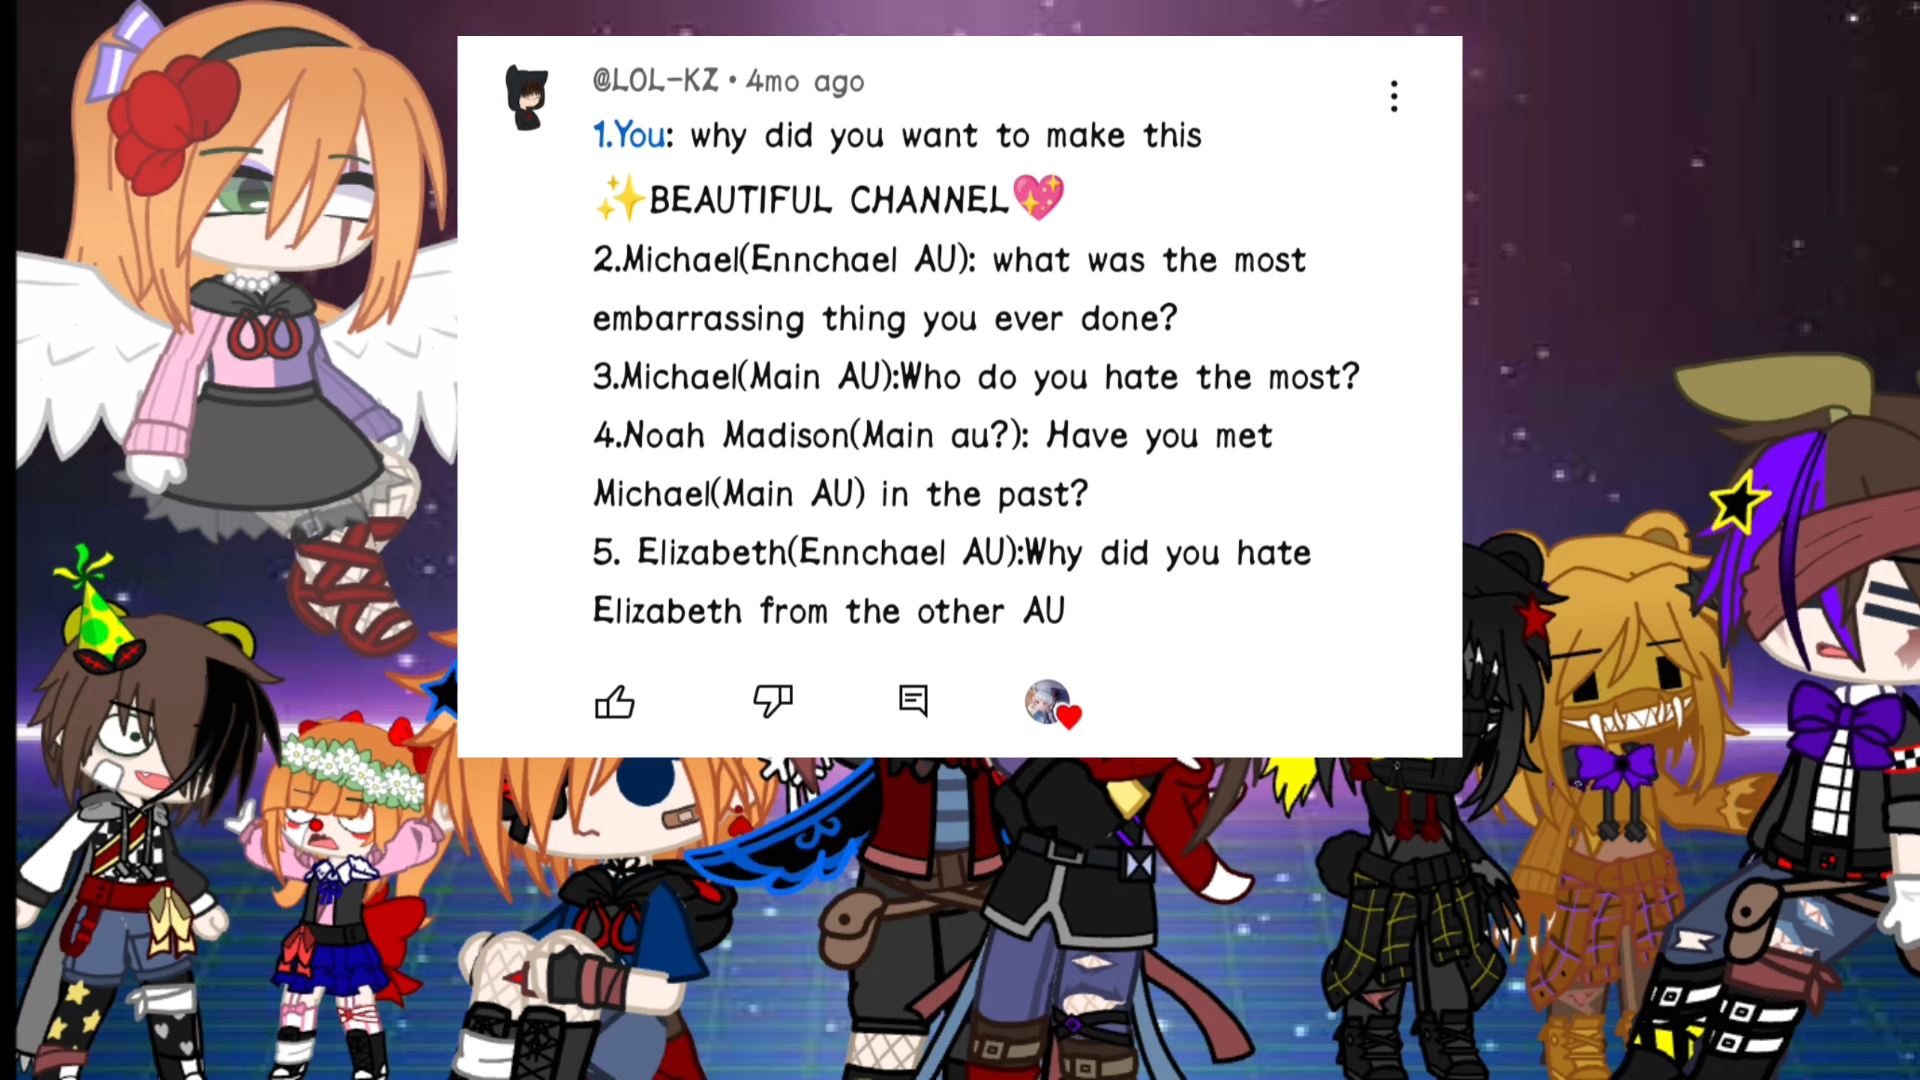 @LOL-KZ • 4mo ago
1.You: why did you want to make this
✨BEAUTIFUL CHANNEL💖
2.Michael(Ennchael AU): what was the most
embarrassing thing you ever done?
3.Michael(Main AU):Who do you hate the most?
4.Noah Madison(Main au?): Have you met
Michael(Main AU) in the past?
5. Elizabeth(Ennchael AU):Why did you hate
Elizabeth from the other AU